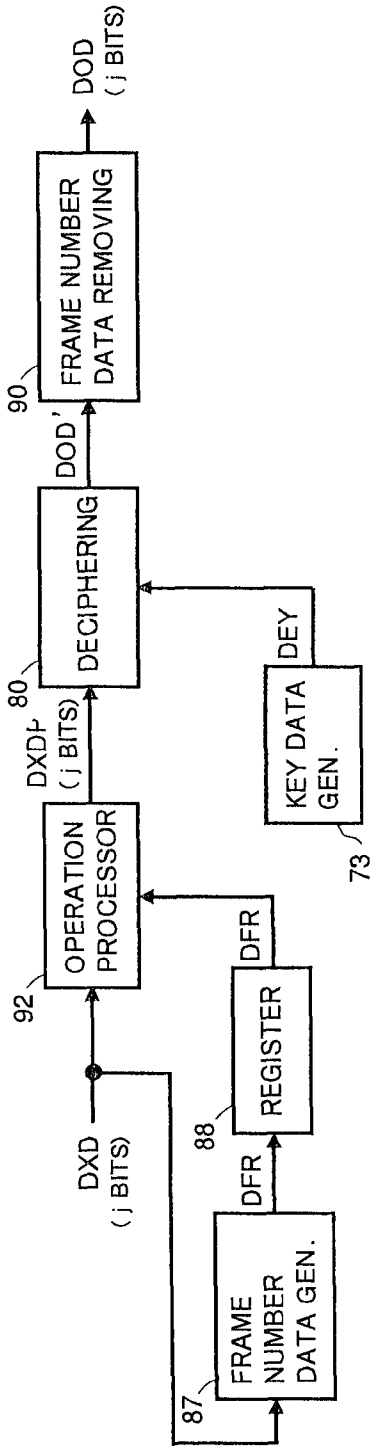 DXD
( j BITS)
92
OPERATION
PROCESSOR
( j BITS)
80
DECIPHERING
DOD'
90
FRAME NUMBER
DATA REMOVING
DOD
( j BITS)
87
FRAME
NUMBER
DATA GEN.
DFR
88
REGISTER
DFR
73
KEY DATA
GEN.
DEY